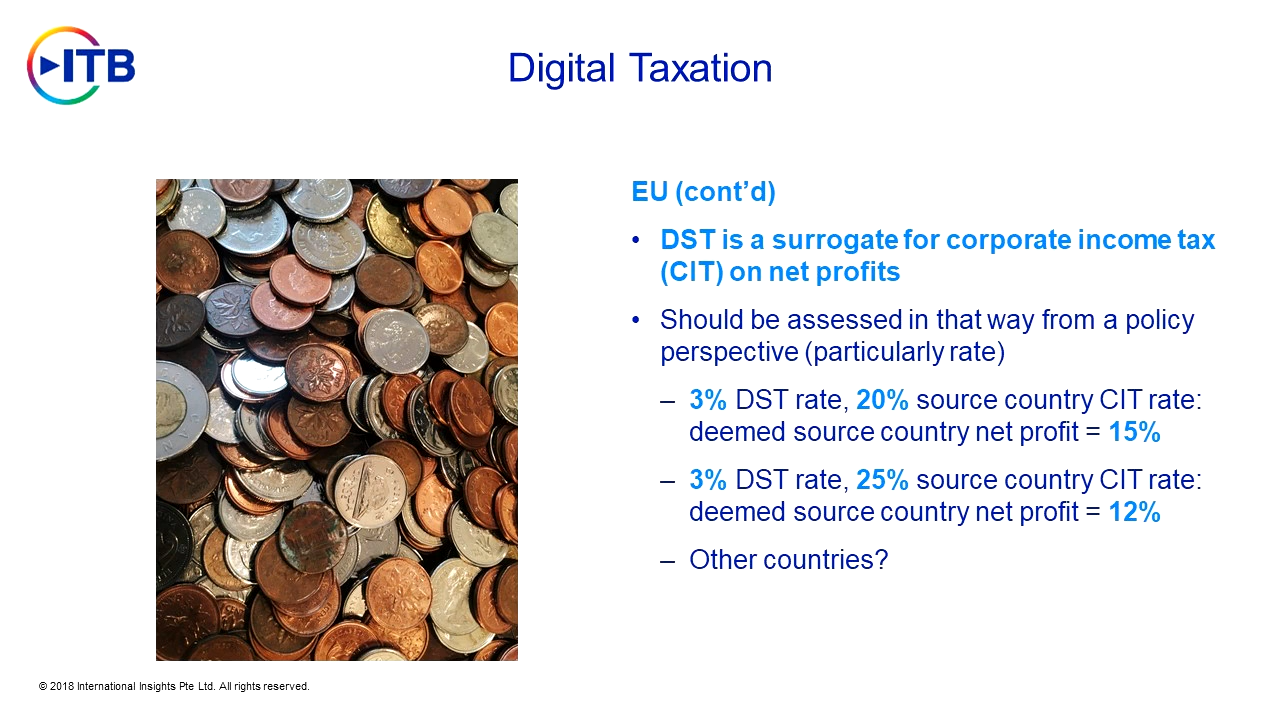 ITB
Digital Taxation
EU (cont’d)
• DST is a surrogate for corporate income tax
(CIT) on net profits
• Should be assessed in that way from a policy
perspective (particularly rate)
– 3% DST rate, 20% source country CIT rate:
deemed source country net profit = 15%
– 3% DST rate, 25% source country CIT rate:
deemed source country net profit = 12%
– Other countries?
© 2018 International Insights Pte Ltd. All rights reserved.